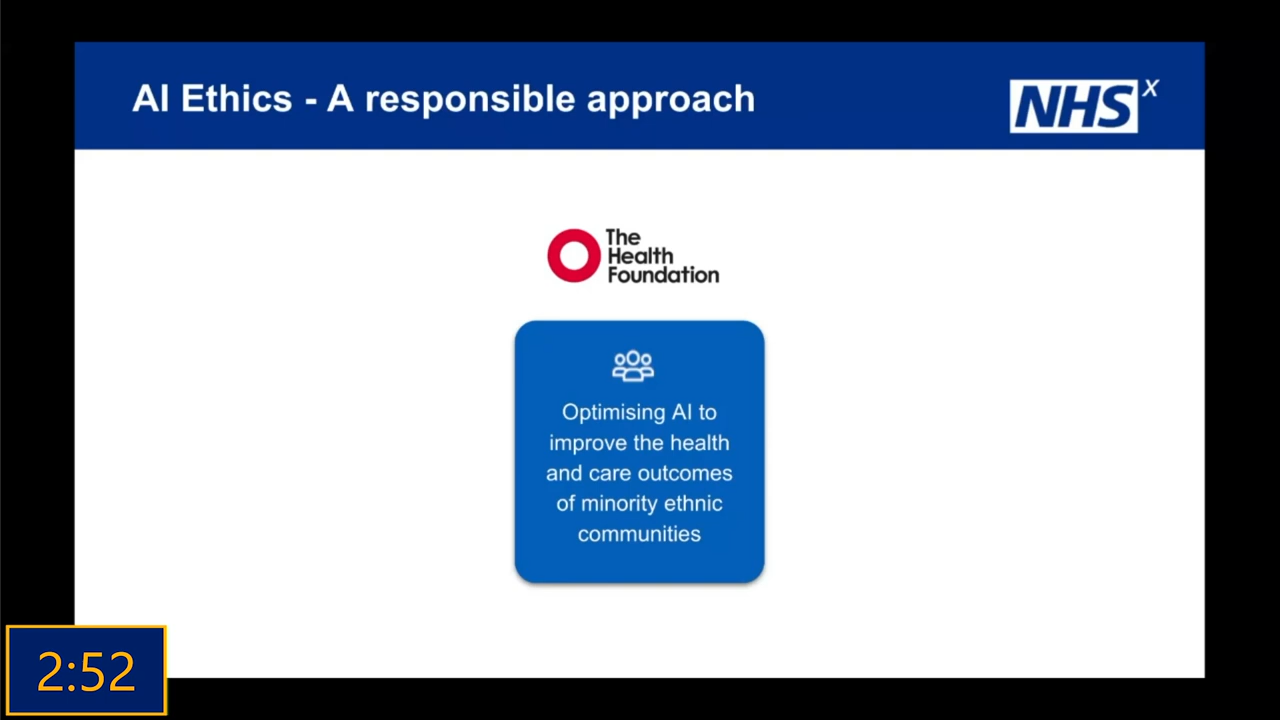 AI Ethics - A responsible approach
NHSX
The
Health
Foundation
Optimising AI to
improve the health
and care outcomes
of minority ethnic
communities
2:52